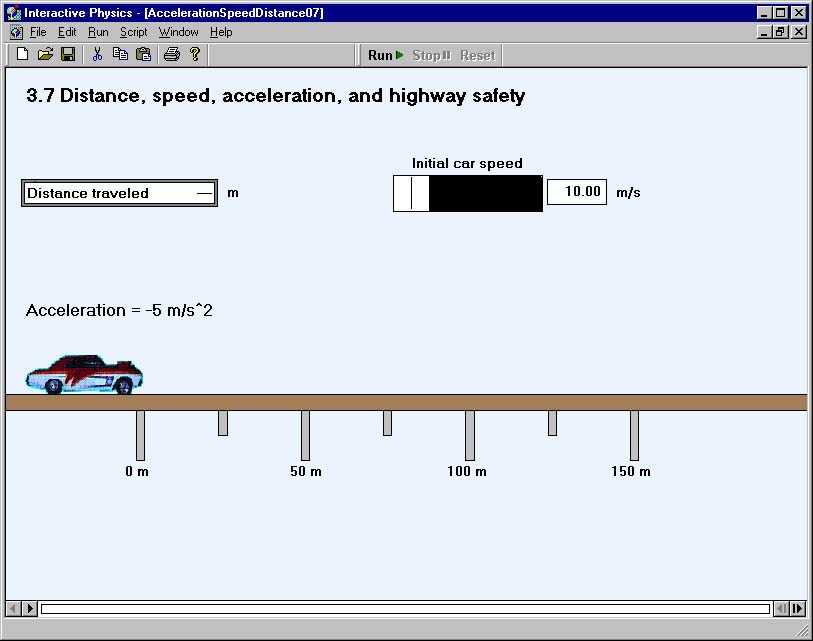 Interactive Physics - [AccelerationSpeedDistance07]
File Edit Run Script Window Help
Run Stop Reset
3.7 Distance, speed, acceleration, and highway safety
Initial car speed
Distance traveled — m
10.00 m/s
Acceleration = -5 m/s^2
0 m 50 m 100 m 150 m